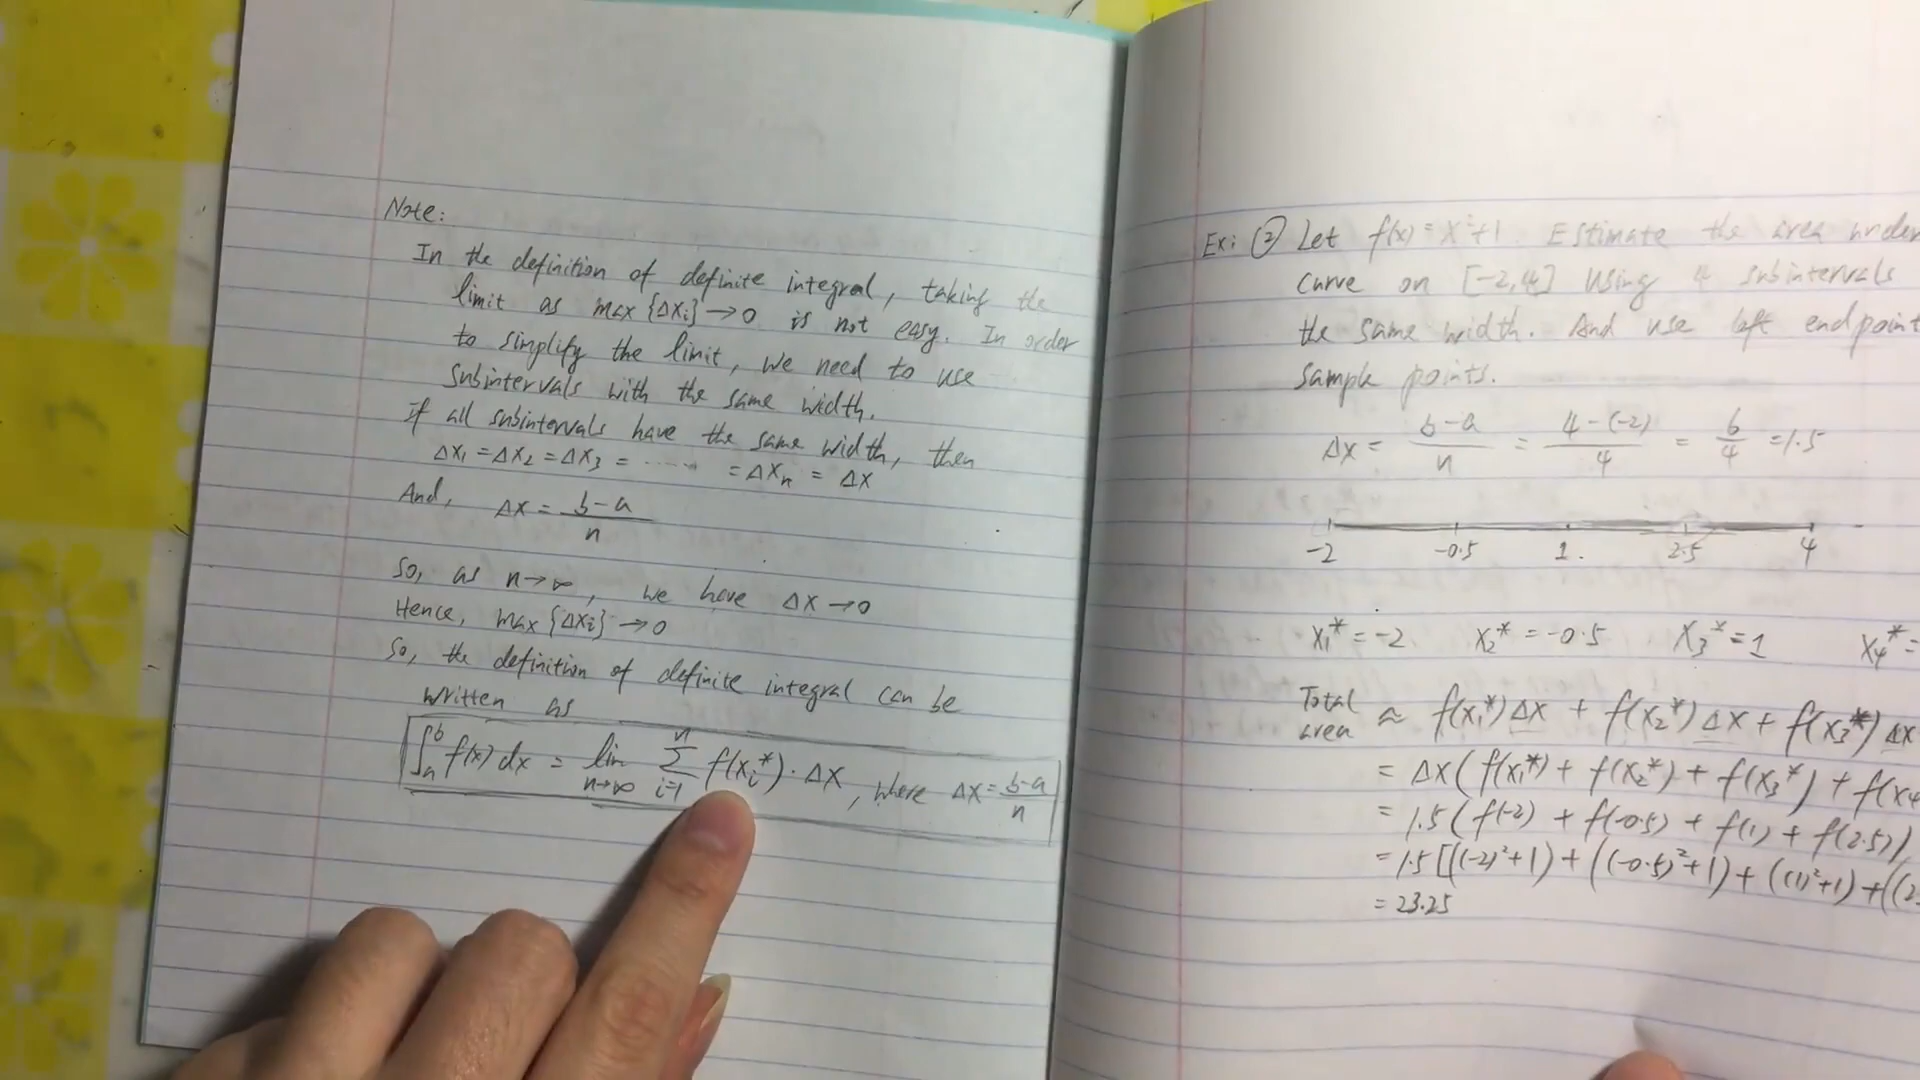 Note:
In the definition of definite integral, taking the
limit as max {Δxi} → 0 is not easy. In order
to simplify the limit, we need to use
subintervals with the same width.
If all subintervals have the same width, then
Δx₁ = Δx₂ = Δx₃ = ...... = Δxₙ = Δx
And, Δx = (b-a)/n
So, as n→∞, we have Δx → 0
Hence, max {Δxi} → 0
So, the definition of definite integral can be
written as
∫ₐᵇ f(x) dx = lim n→∞ Σ i=1 n f(xᵢ*)·Δx, where Δx = (b-a)/n
Ex: ② Let f(x) = x²+1. Estimate the area under
curve on [-2,4] using 4 subintervals
the same width. And use left endpoint
sample points.
Δx = (b-a)/n = (4-(-2))/4 = 6/4 = 1.5
-2 -0.5 1. 2.5 4
x₁* = -2 x₂* = -0.5 x₃* = 1 x₄* =
Total area ≈ f(x₁*)Δx + f(x₂*)Δx + f(x₃*)Δx
= Δx(f(x₁*) + f(x₂*) + f(x₃*) + f(x₄
= 1.5(f(-2) + f(-0.5) + f(1) + f(2.5))
= 1.5[((-2)²+1) + ((-0.5)²+1) + ((1)²+1) + ((2.
= 23.25